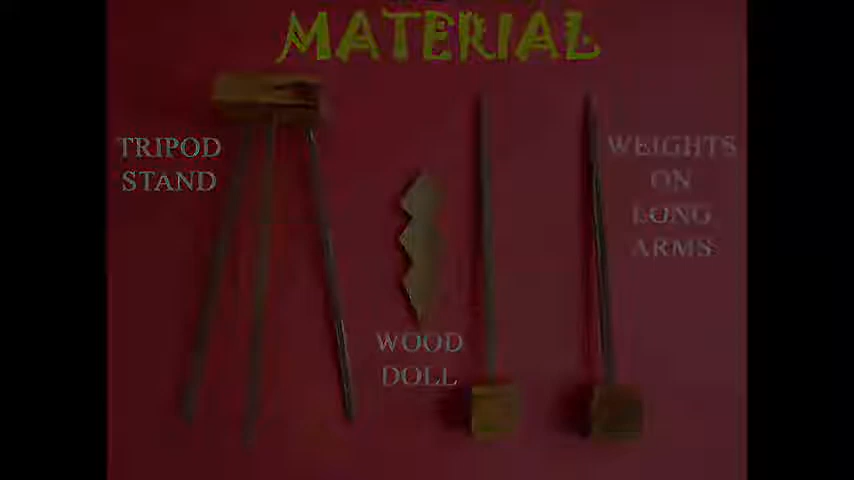 MATERIAL
TRIPOD
STAND
WEIGHTS
ON
LONG
ARMS
WOOD
DOLL